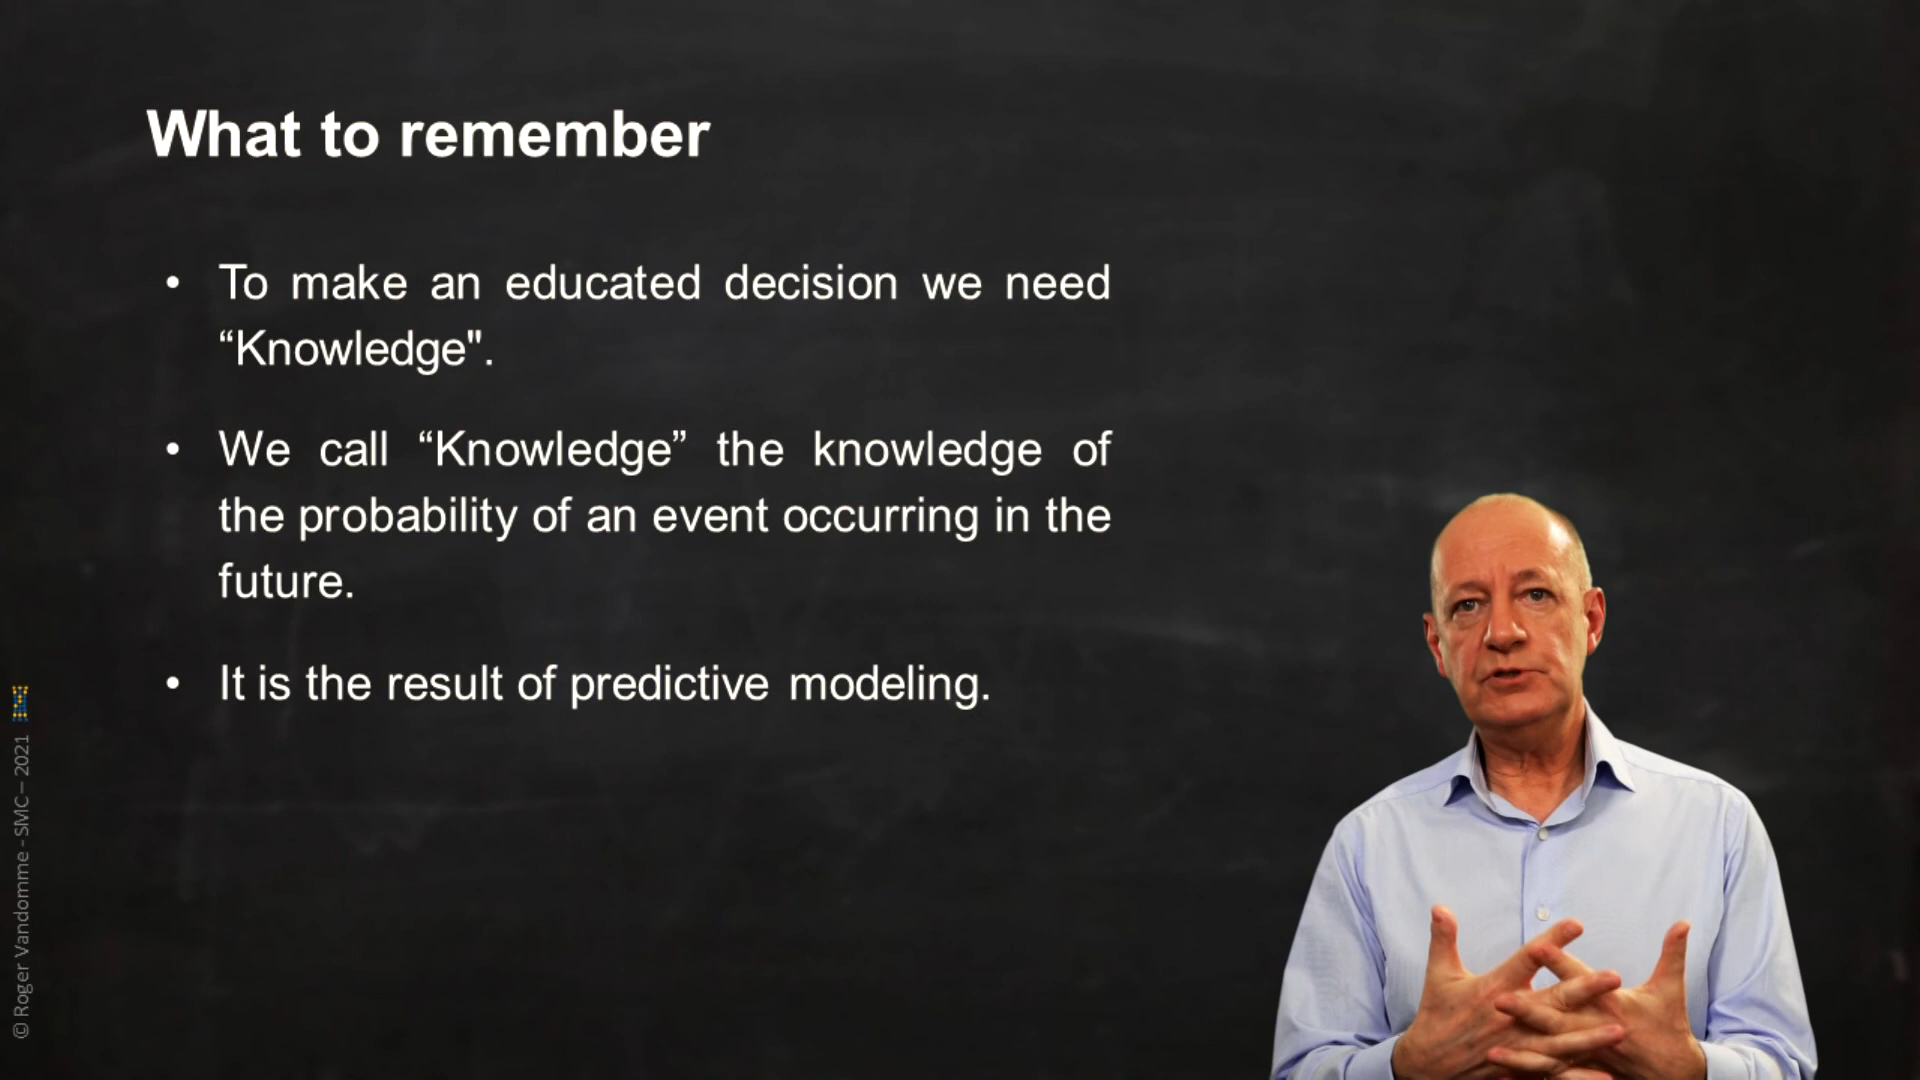 What to remember
• To make an educated decision we need
“Knowledge".
• We call “Knowledge” the knowledge of
the probability of an event occurring in the
future.
• It is the result of predictive modeling.
© Roger Vandomme - SMC– 2021